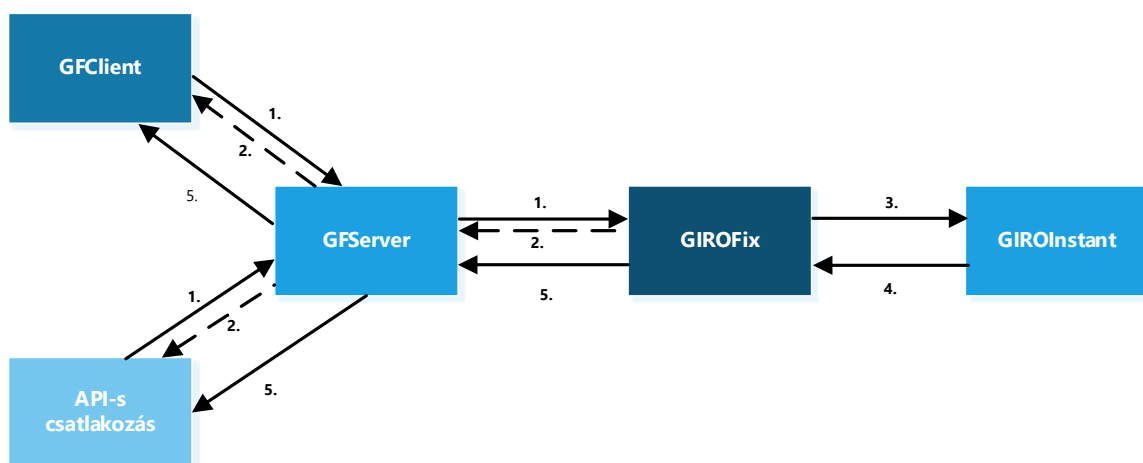 GFClient
1.
2.
5.
GFServer
1.
2.
5.
GIROFix
3.
4.
GIROInstant
1.
2.
5.
API-s
csatlakozás